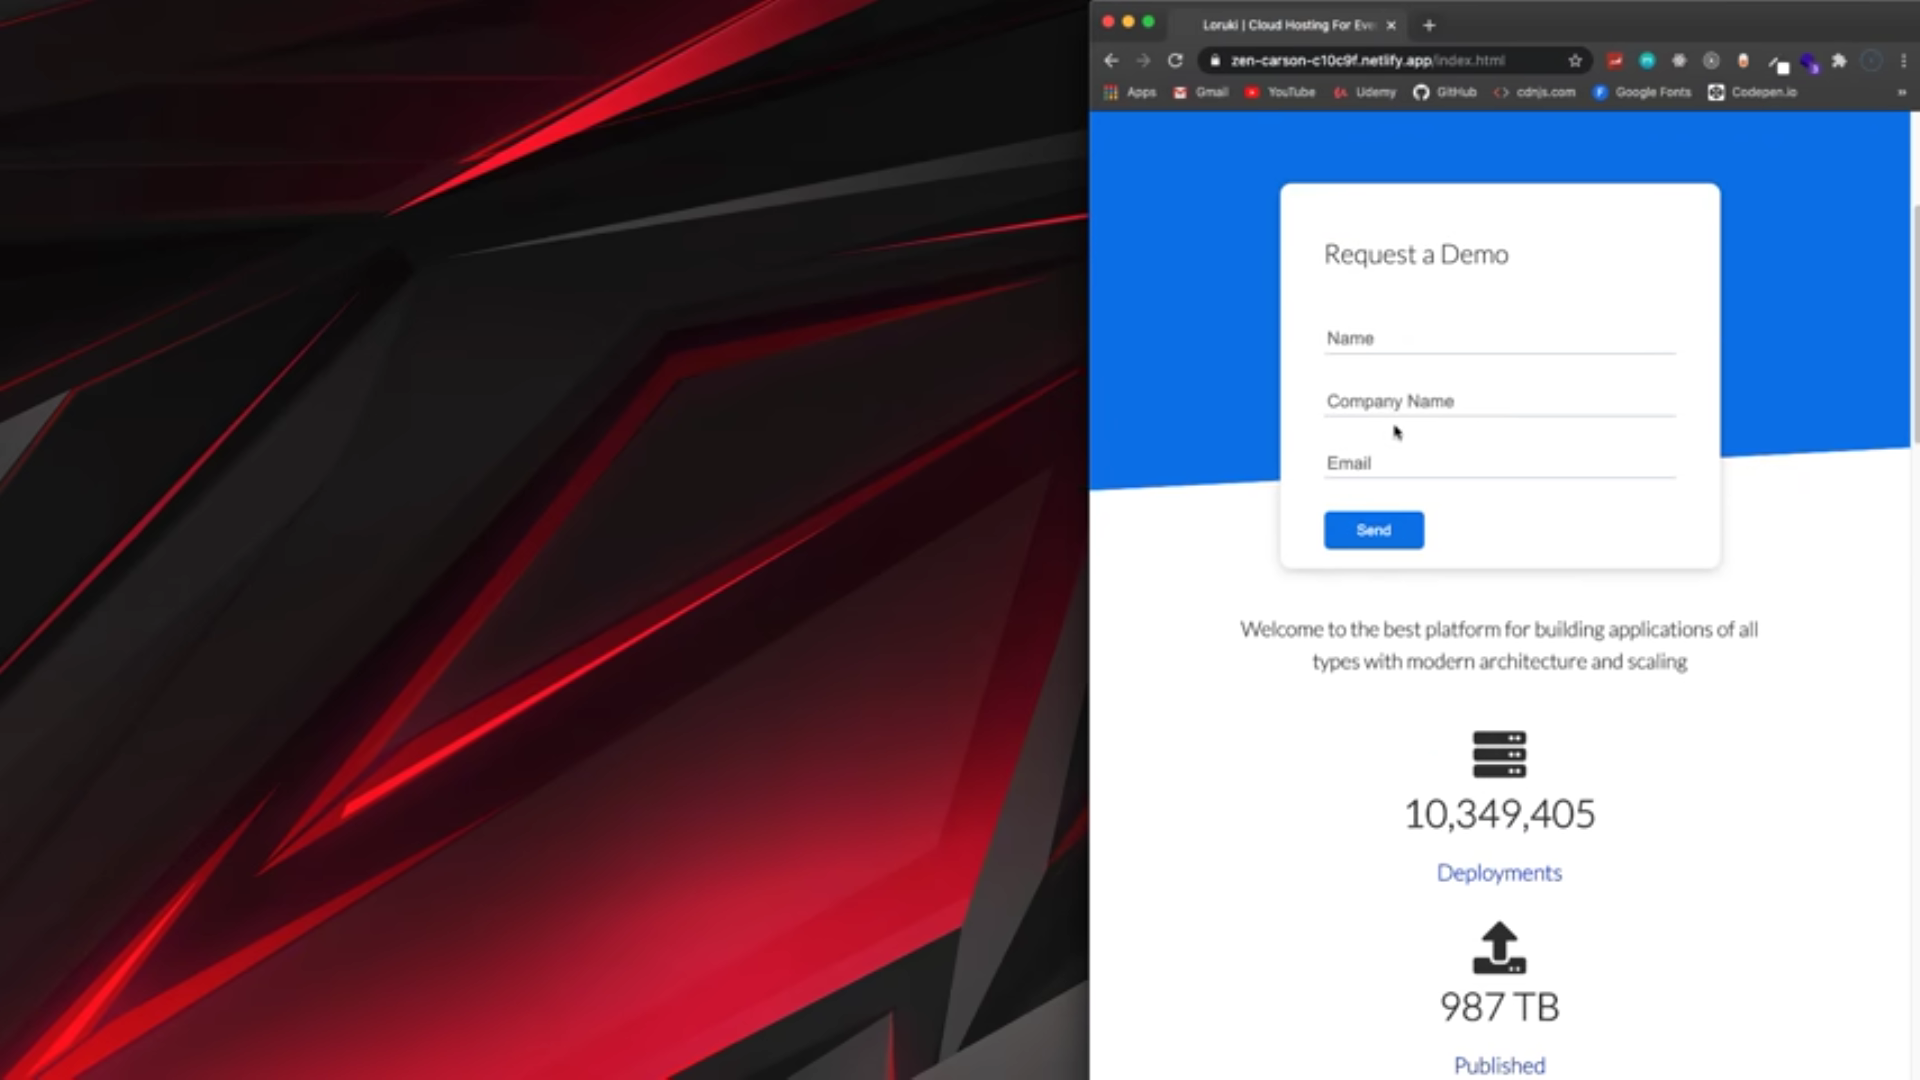 Loruki | Cloud Hosting For Eve
zen-carson-c10c9f.netlify.app/index.html
Apps Gmail YouTube Udemy GitHub cdnjs.com Google Fonts Codepen.io »
Request a Demo
Name
Company Name
Email
Send
Welcome to the best platform for building applications of all
types with modern architecture and scaling
10,349,405
Deployments
987 TB
Published